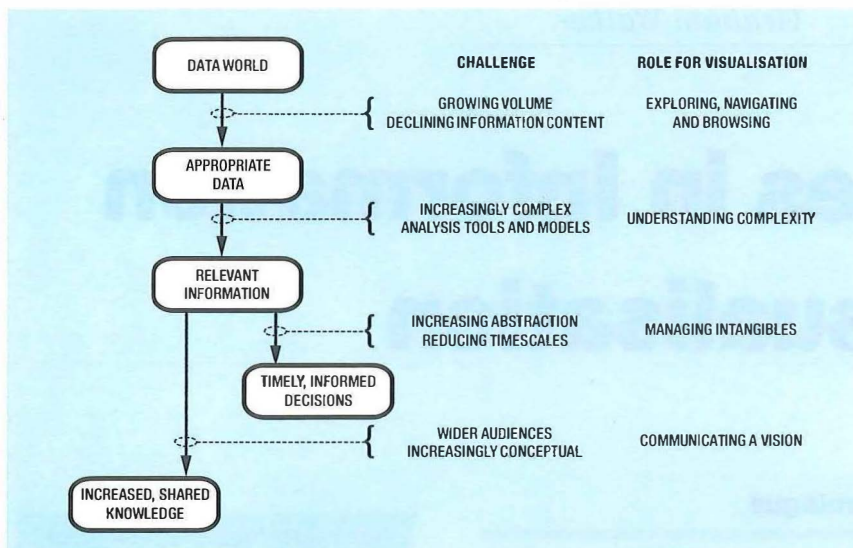 DATA WORLD
CHALLENGE
ROLE FOR VISUALISATION
GROWING VOLUME
DECLINING INFORMATION CONTENT
EXPLORING, NAVIGATING
AND BROWSING
APPROPRIATE
DATA
INCREASINGLY COMPLEX
ANALYSIS TOOLS AND MODELS
UNDERSTANDING COMPLEXITY
RELEVANT
INFORMATION
INCREASING ABSTRACTION
REDUCING TIMESCALES
MANAGING INTANGIBLES
TIMELY, INFORMED
DECISIONS
WIDER AUDIENCES
INCREASINGLY CONCEPTUAL
COMMUNICATING A VISION
INCREASED, SHARED
KNOWLEDGE